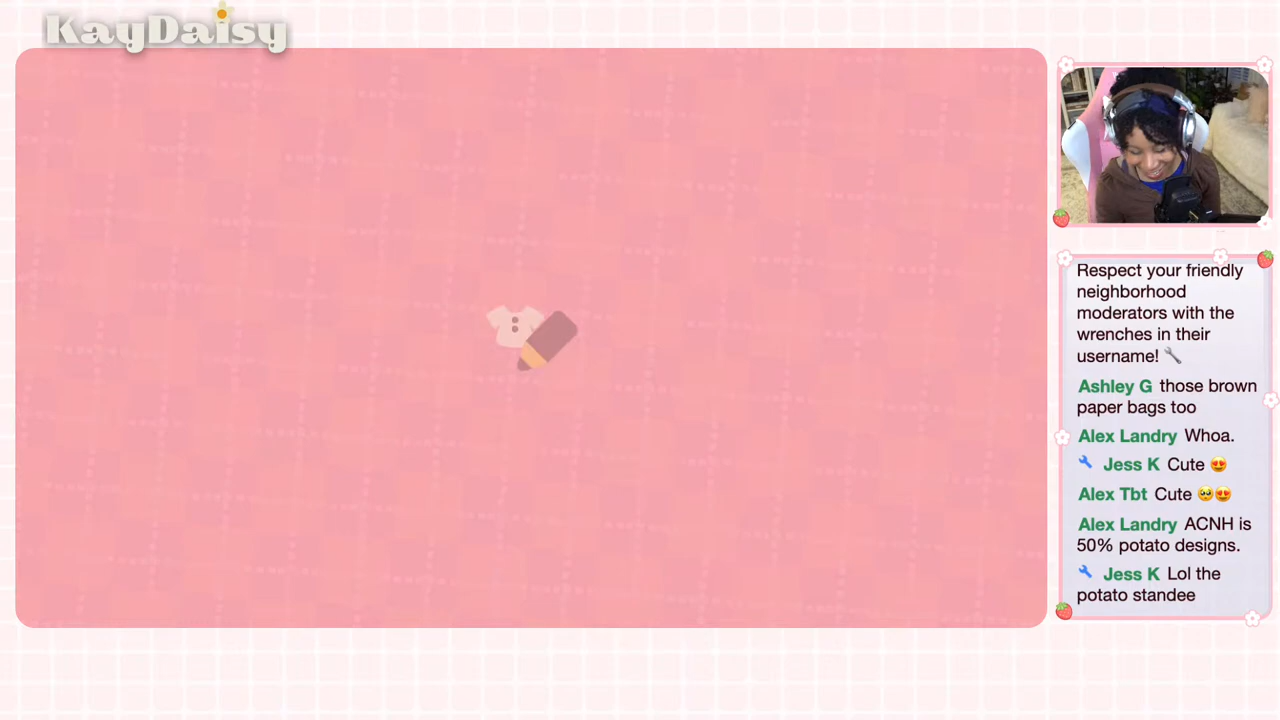 KayDaisy
Respect your friendly
neighborhood
moderators with the
wrenches in their
username! 🔧
Ashley G those brown
paper bags too
Alex Landry Whoa.
Jess K Cute 😍
Alex Tbt Cute 🥺😍
Alex Landry ACNH is
50% potato designs.
Jess K Lol the
potato standee